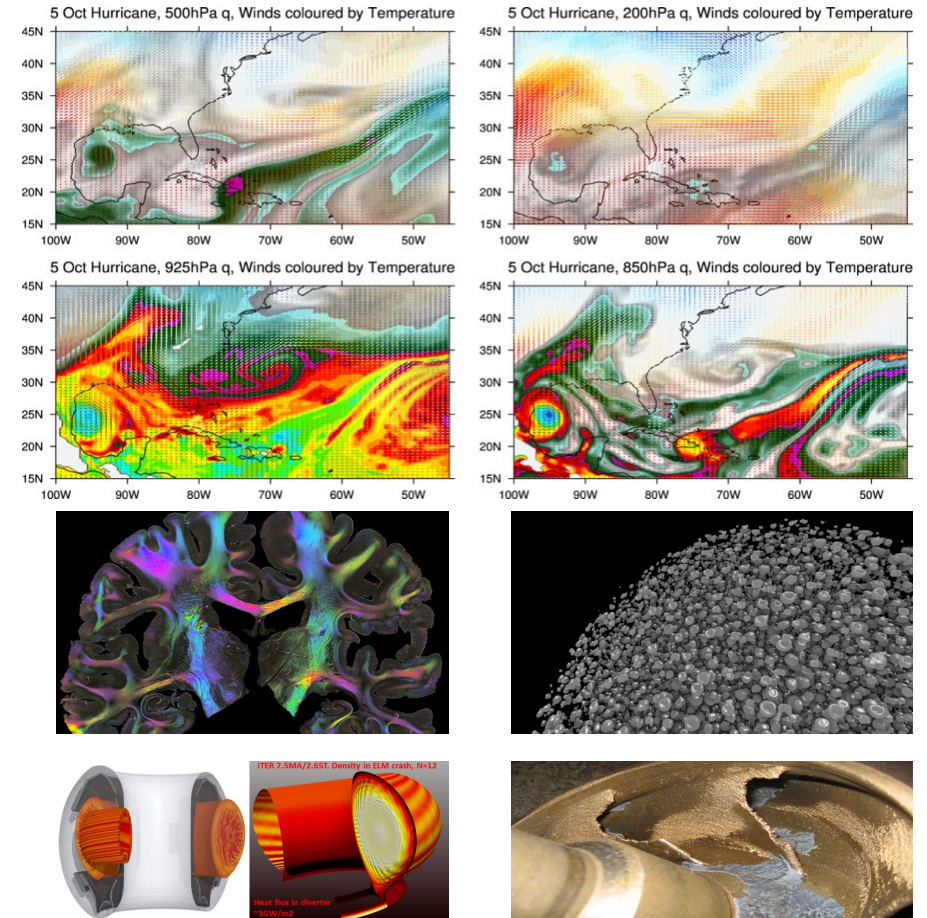 5 Oct Hurricane, 500hPa q, Winds coloured by Temperature
45N
40N
35N
30N
25N
20N
15N
100W 90W 80W 70W 60W 50W
5 Oct Hurricane, 200hPa q, Winds coloured by Temperature
45N
40N
35N
30N
25N
20N
15N
100W 90W 80W 70W 60W 50W
5 Oct Hurricane, 925hPa q, Winds coloured by Temperature
45N
40N
35N
30N
25N
20N
15N
100W 90W 80W 70W 60W 50W
5 Oct Hurricane, 850hPa q, Winds coloured by Temperature
45N
40N
35N
30N
25N
20N
15N
100W 90W 80W 70W 60W 50W
ITER 7.5MA/2.65T. Density in ELM crash, N=12
Heat flux in divertor
~3GW/m2